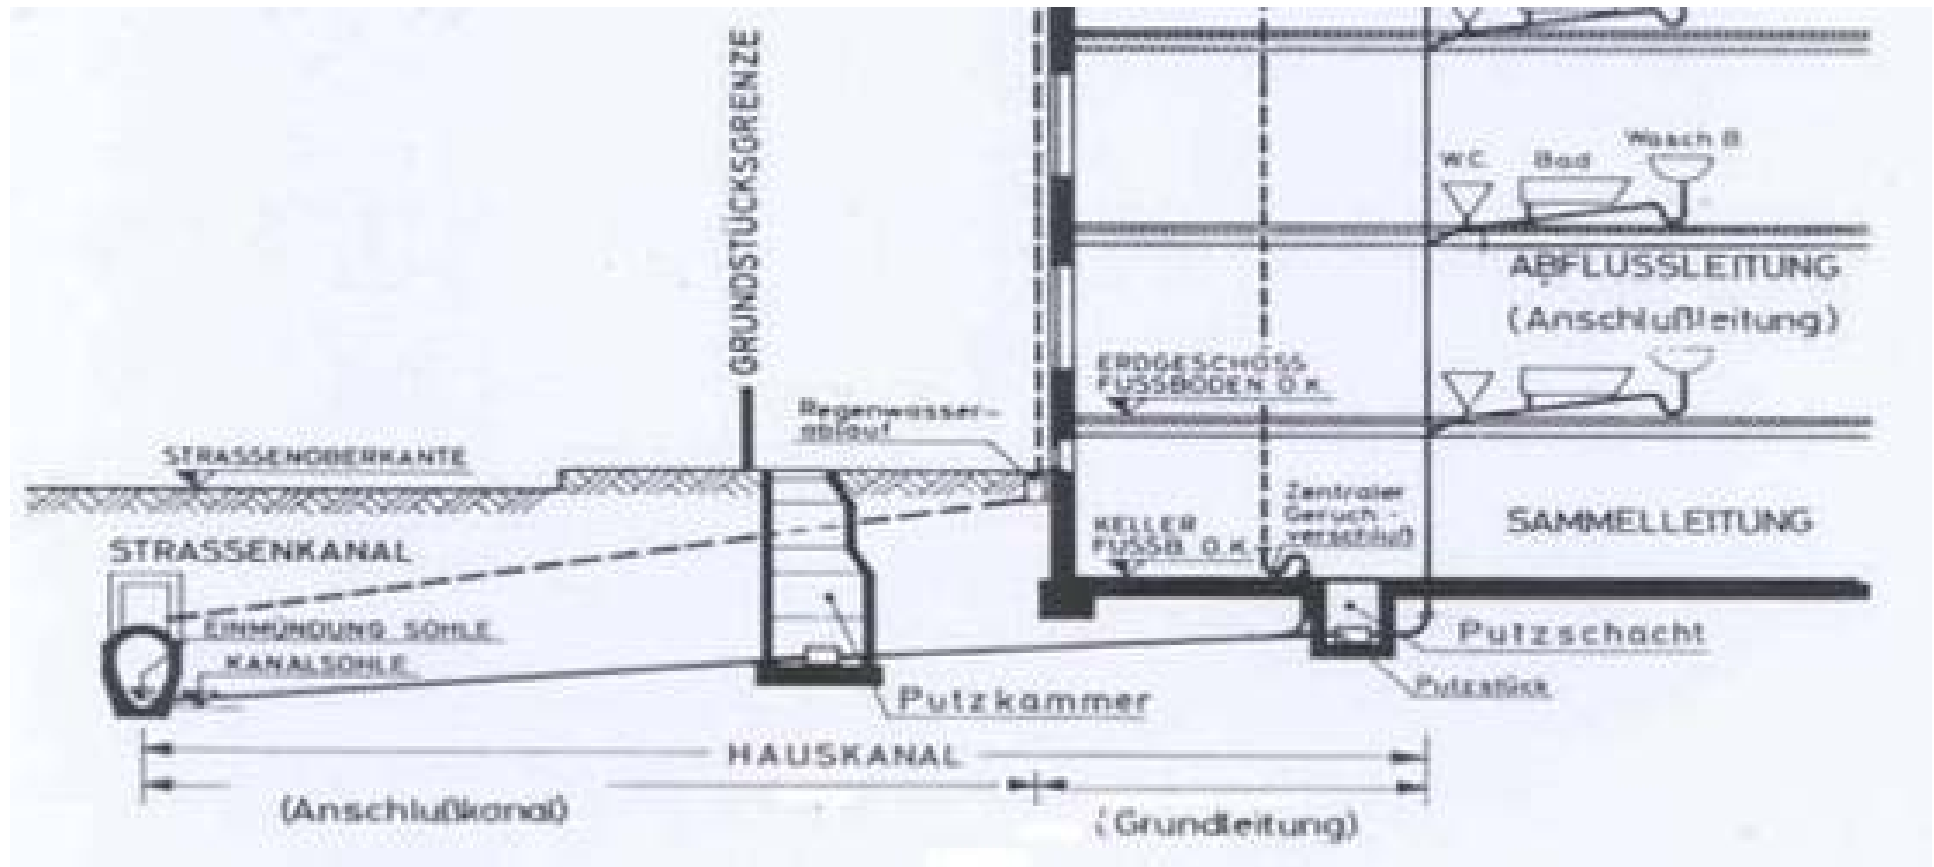 GRUNDSTÜCKSGRENZE
W.C.
Bad
Wasch B.
ABFLUSSLEITUNG
(Anschlußleitung)
ERDGESCHOSS
FUSSBODEN O.K.
Regenwasser-
ablauf
STRASSENOBERKANTE
Zentraler
Geruch-
verschluß
SAMMELLEITUNG
KELLER
FUSSB. O.K.
STRASSENKANAL
EINMÜNDUNG SOHLE
KANALSOHLE
Putzschacht
Putzstück
Putzkammer
HAUSKANAL
(Anschlußkanal)
(Grundleitung)